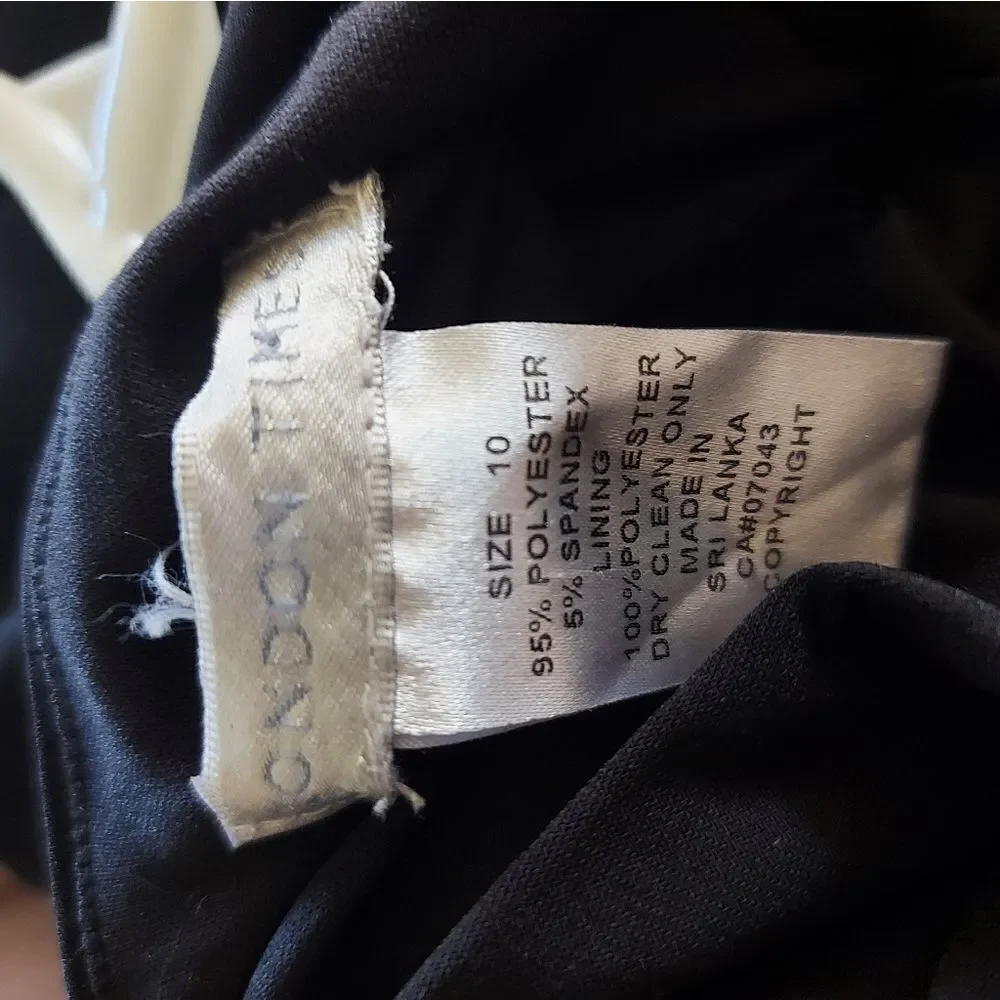 ONDON TIMES
SIZE 10
95% POLYESTER
5% SPANDEX
LINING
100%POLYESTER
DRY CLEAN ONLY
MADE IN
SRI LANKA
CA#07043
COPYRIGHT